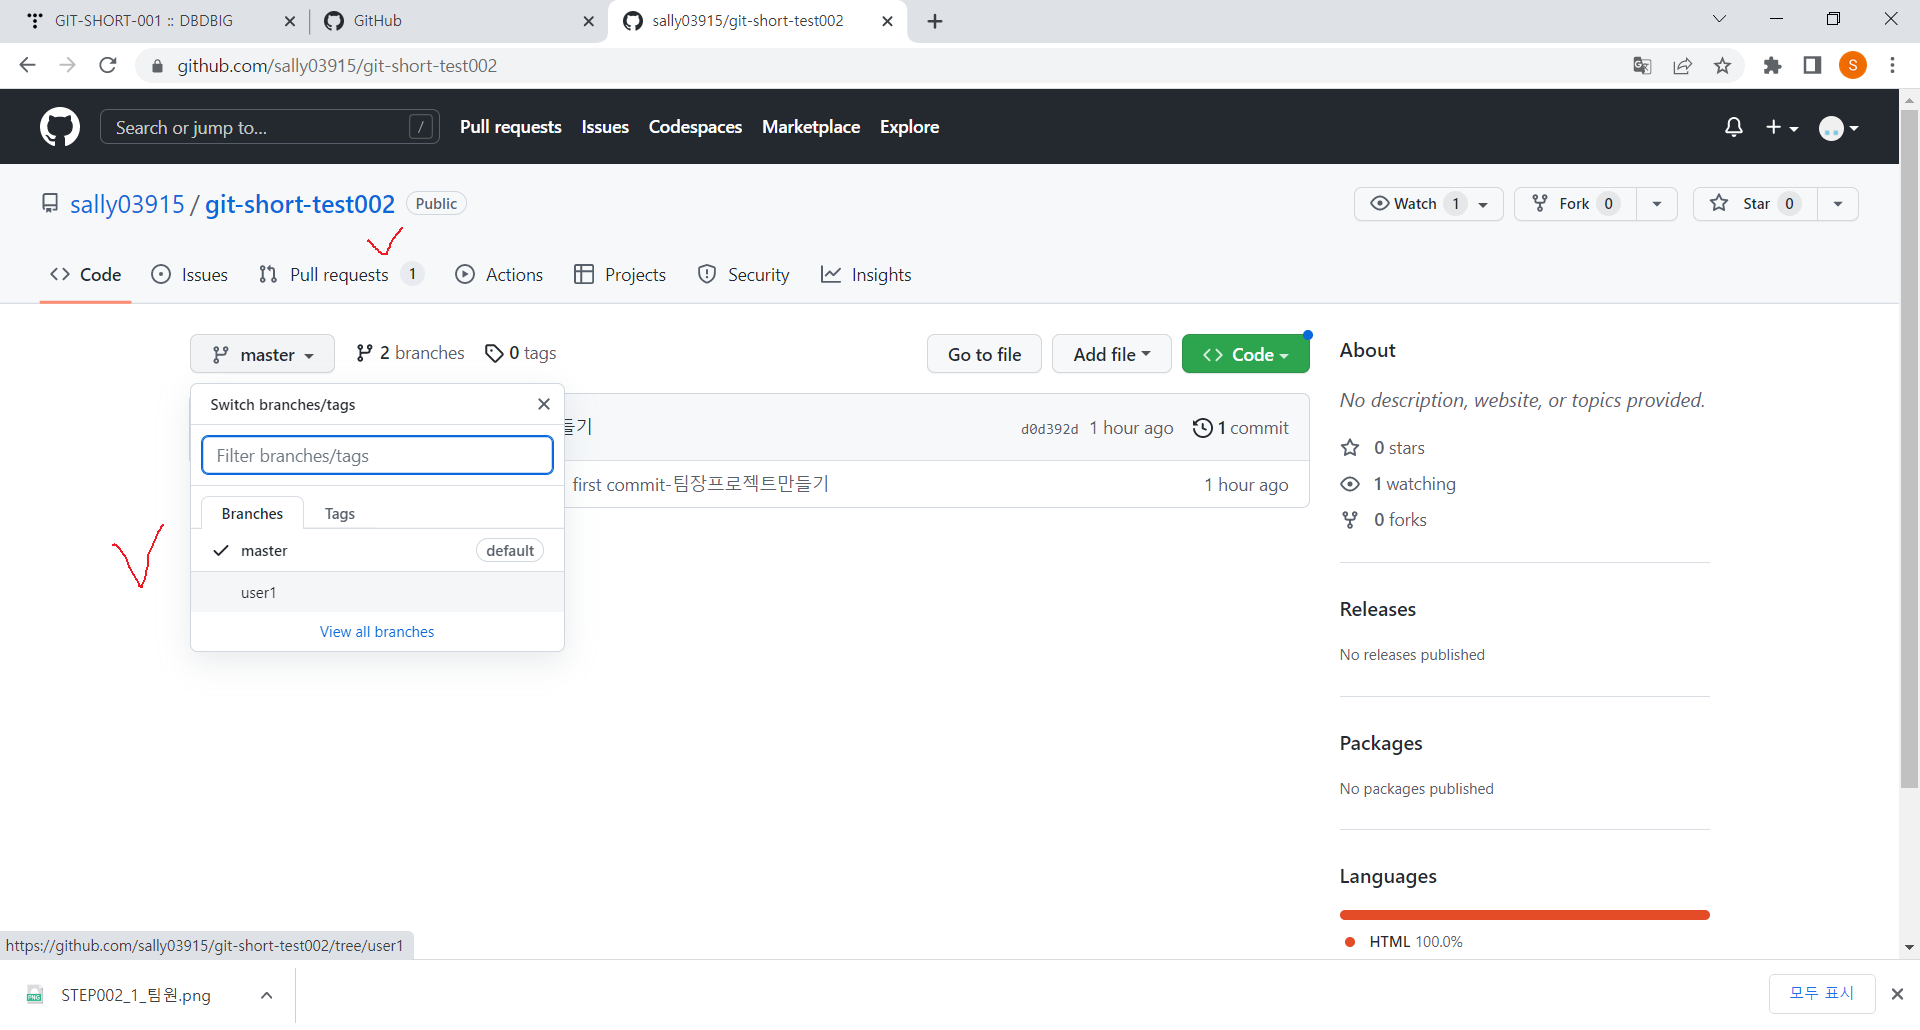 GIT-SHORT-001 :: DBDBIG
GitHub
sally03915/git-short-test002
github.com/sally03915/git-short-test002
S
Search or jump to...
/
Pull requests
Issues
Codespaces
Marketplace
Explore
sally03915 / git-short-test002
Public
Watch 1
Fork 0
Star 0
Code
Issues
Pull requests 1
Actions
Projects
Security
Insights
master
2 branches
0 tags
Go to file
Add file
Code
Switch branches/tags
Filter branches/tags
Branches
Tags
master
default
user1
View all branches
들기
d0d392d 1 hour ago
1 commit
first commit-팀장프로젝트만들기
1 hour ago
About
No description, website, or topics provided.
0 stars
1 watching
0 forks
Releases
No releases published
Packages
No packages published
Languages
HTML 100.0%
https://github.com/sally03915/git-short-test002/tree/user1
PNG
STEP002_1_팀원.png
모두 표시